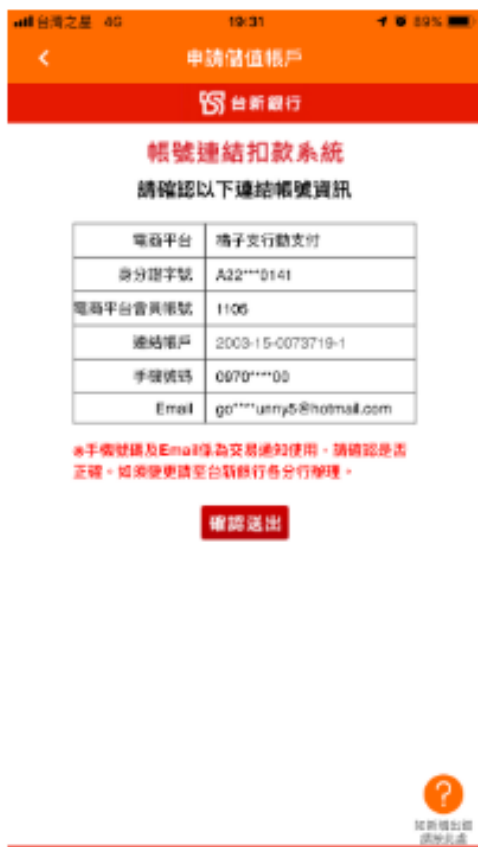 台灣之星 4G 19:31 89%
申請儲值帳戶
台新銀行
帳號連結扣款系統
請確認以下連結帳號資訊
電商平台 橘子支行動支付
身分證字號 A22***0141
電商平台會員帳號 1106
連結帳戶 2003-15-0073719-1
手機號碼 0970****00
Email go****unny5@hotmail.com
※手機號碼及Email係為交易通知使用，請確認是否
正確。如須變更請至台新銀行各分行辦理。
確認送出
?
請按此處